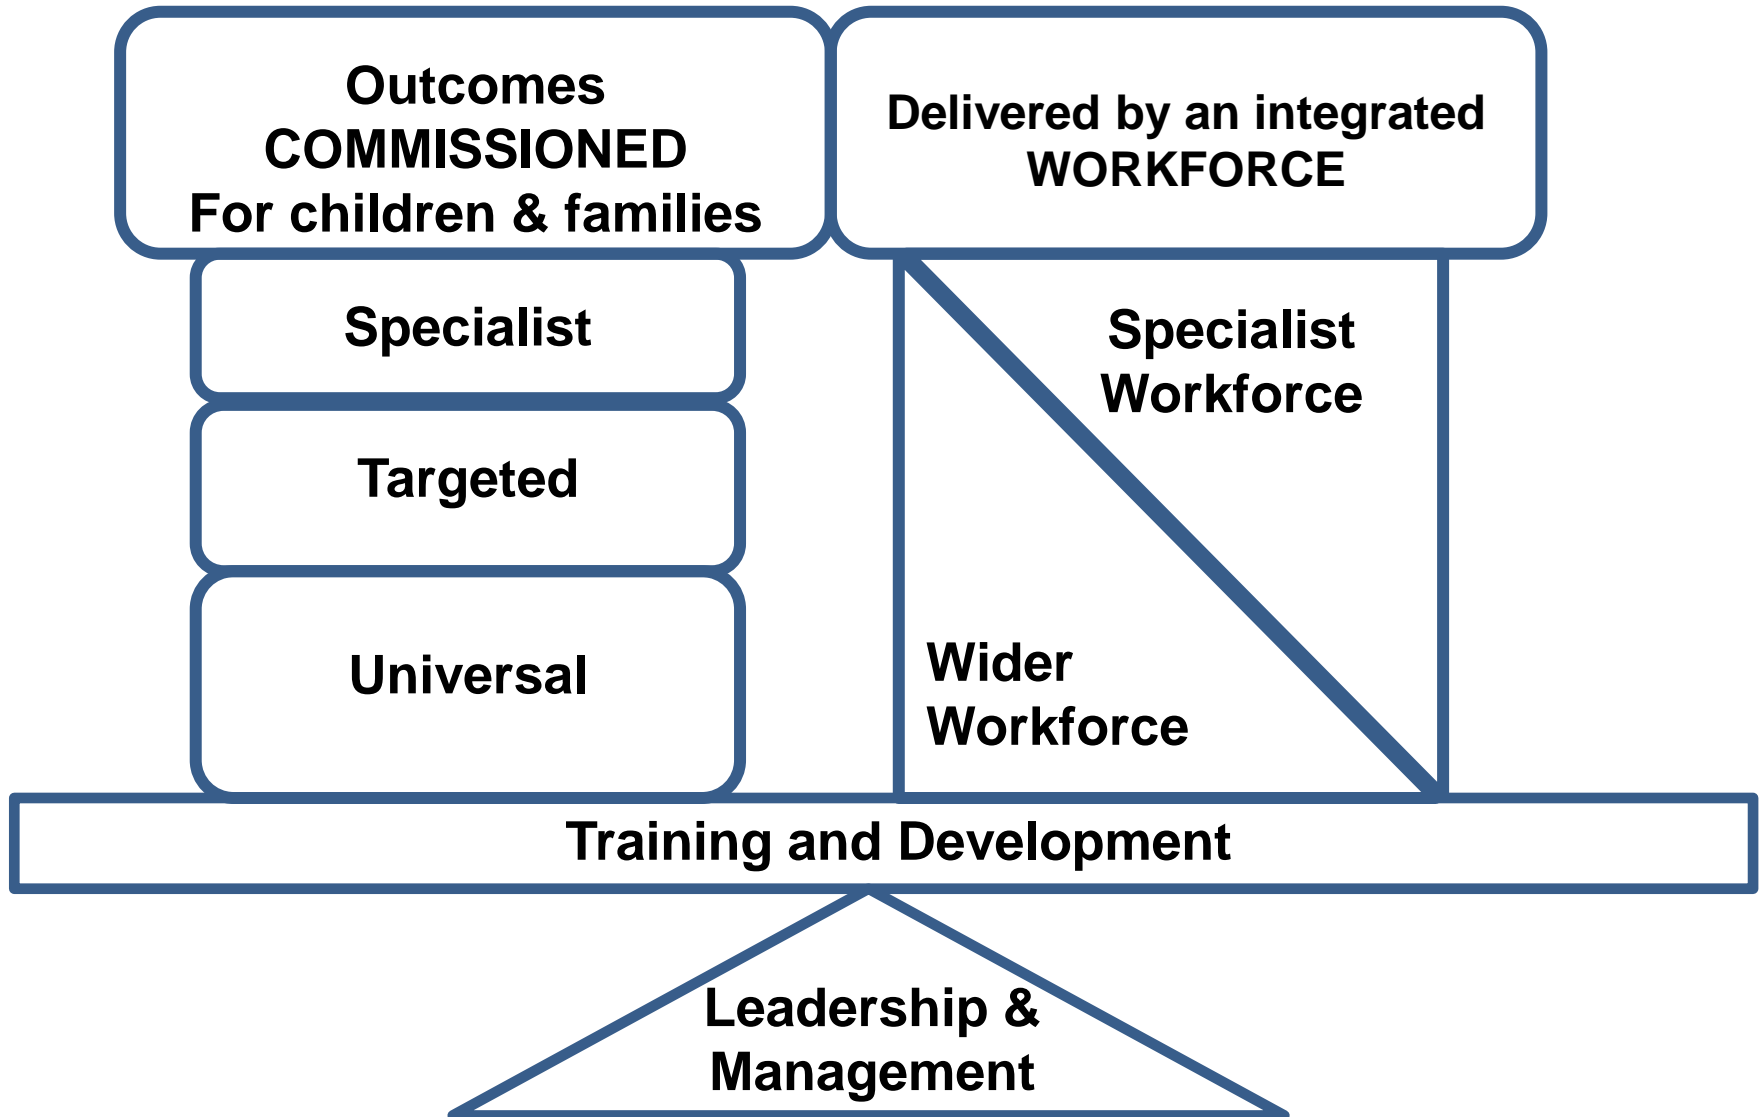 Outcomes
COMMISSIONED
For children & families
Delivered by an integrated
WORKFORCE
Specialist
Targeted
Universal
Specialist
Workforce
Wider
Workforce
Training and Development
Leadership &
Management